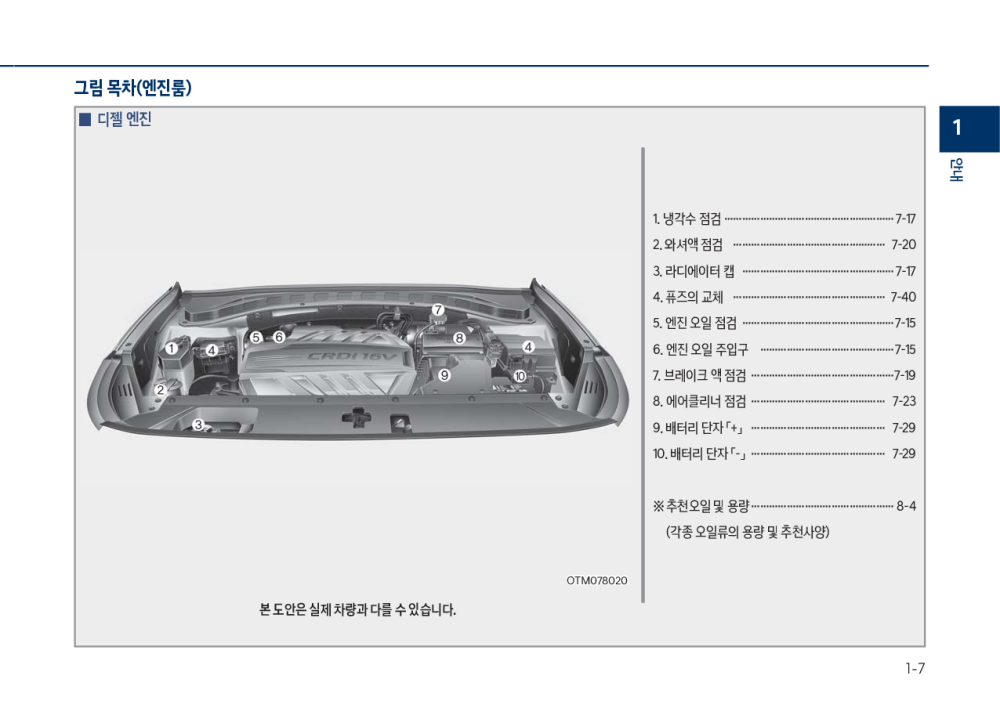 그림 목차(엔진룸)
■ 디젤 엔진
1
안내
1. 냉각수 점검 ........ 7-17
2. 와셔액 점검 ........ 7-20
3. 라디에이터 캡 ........ 7-17
4. 퓨즈의 교체 ........ 7-40
5. 엔진 오일 점검 ........ 7-15
6. 엔진 오일 주입구 ........ 7-15
7. 브레이크 액 점검 ........ 7-19
8. 에어클리너 점검 ........ 7-23
9. 배터리 단자 「+」 ........ 7-29
10. 배터리 단자 「-」 ........ 7-29
※ 추천오일 및 용량 ........ 8-4
(각종 오일류의 용량 및 추천사양)
7
5 6
8
1
4
4
CRDi 16V
9
10
2
3
OTM078020
본 도안은 실제 차량과 다를 수 있습니다.
1-7